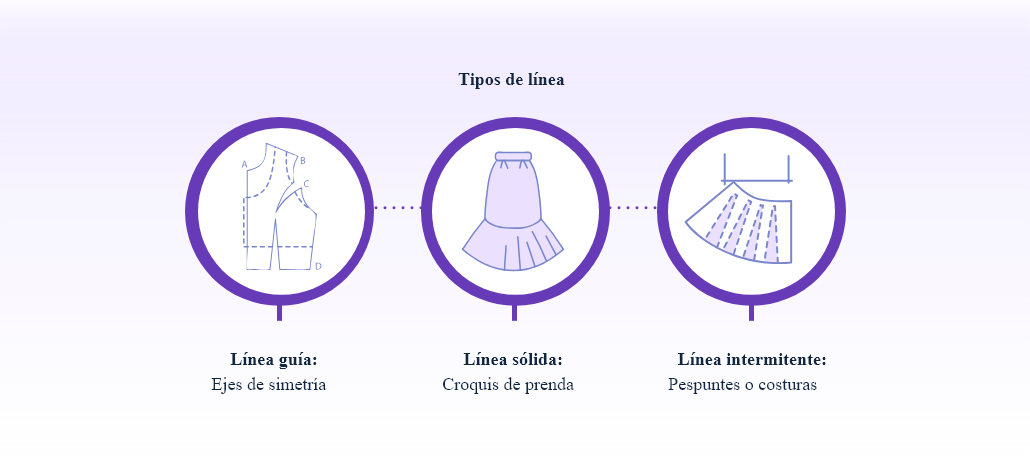 Tipos de línea
A
B
C
D
Línea guía:
Ejes de simetría
Línea sólida:
Croquis de prenda
Línea intermitente:
Pespuntes o costuras